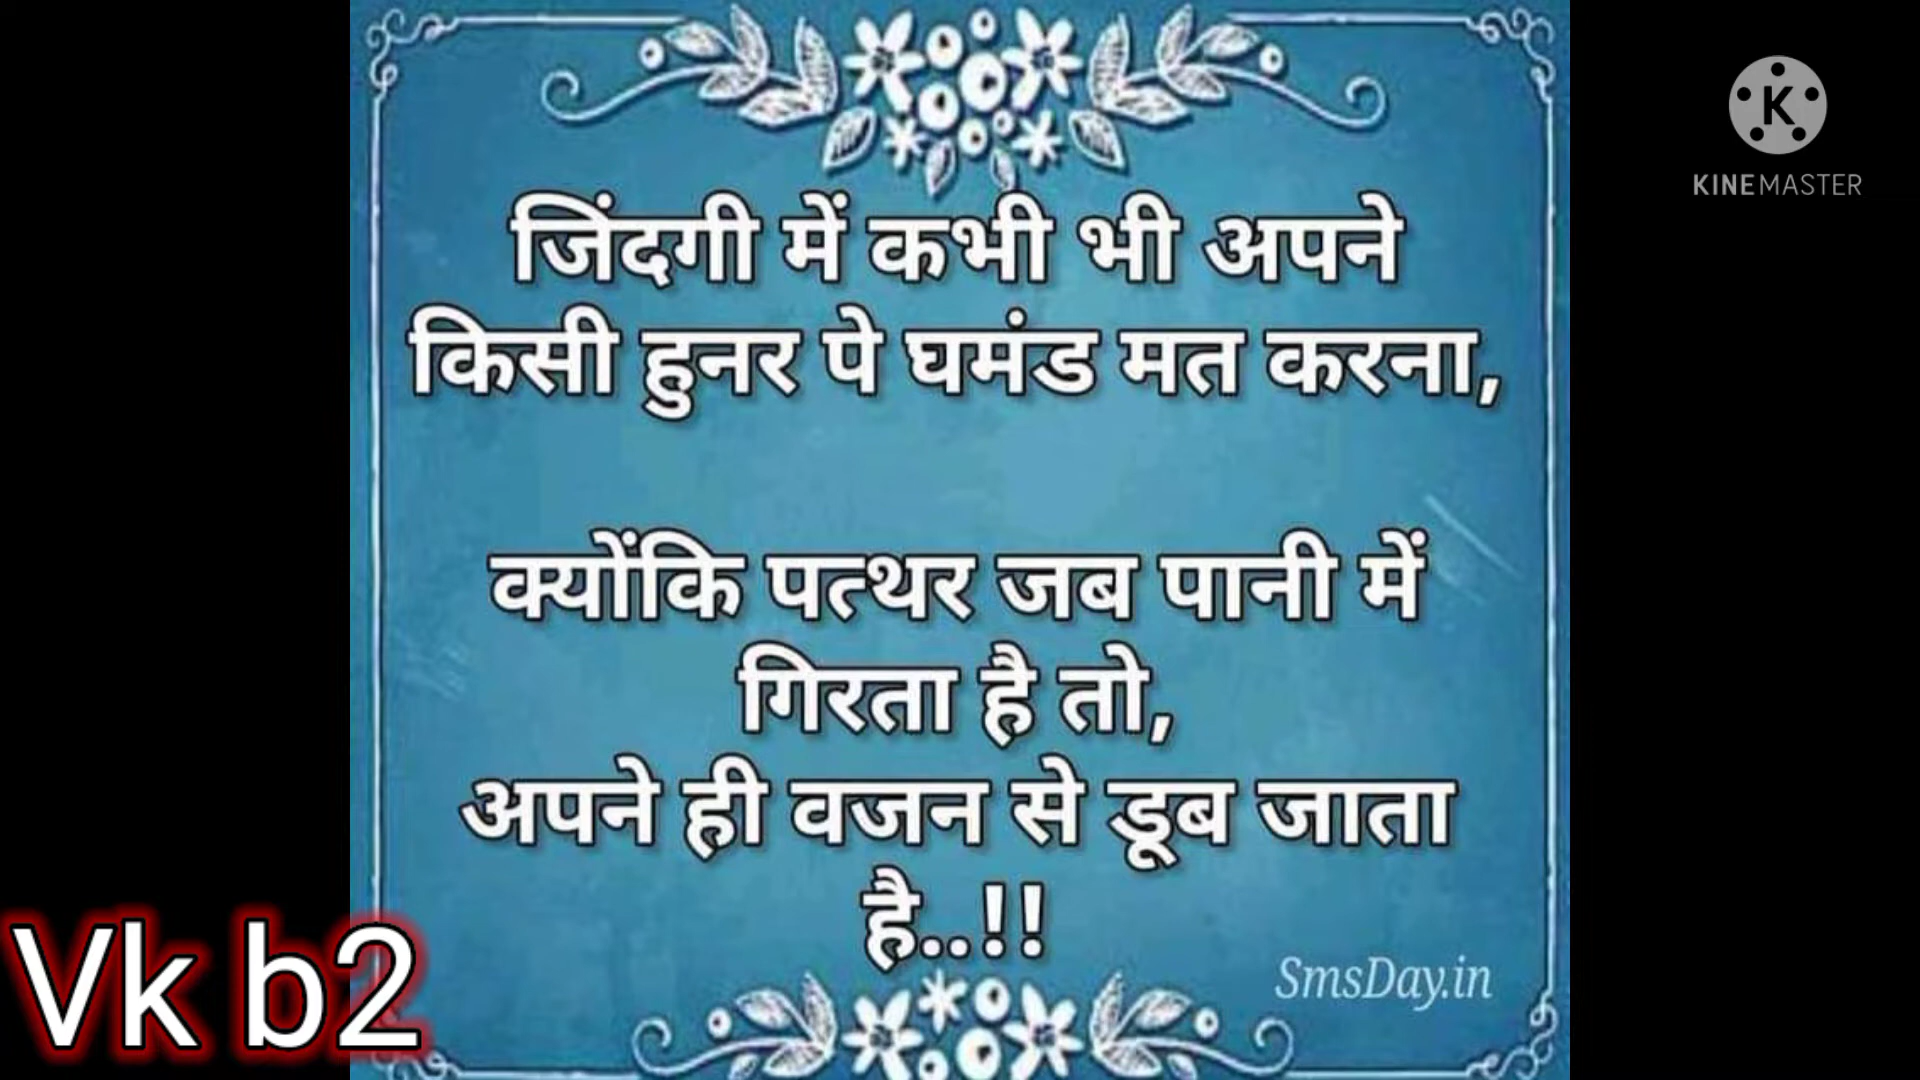 KINEMASTER
जिंदगी में कभी भी अपने
किसी हुनर पे घमंड मत करना,
क्योंकि पत्थर जब पानी में
गिरता है तो,
अपने ही वजन से डूब जाता
है..!!
SmsDay.in
Vk b2